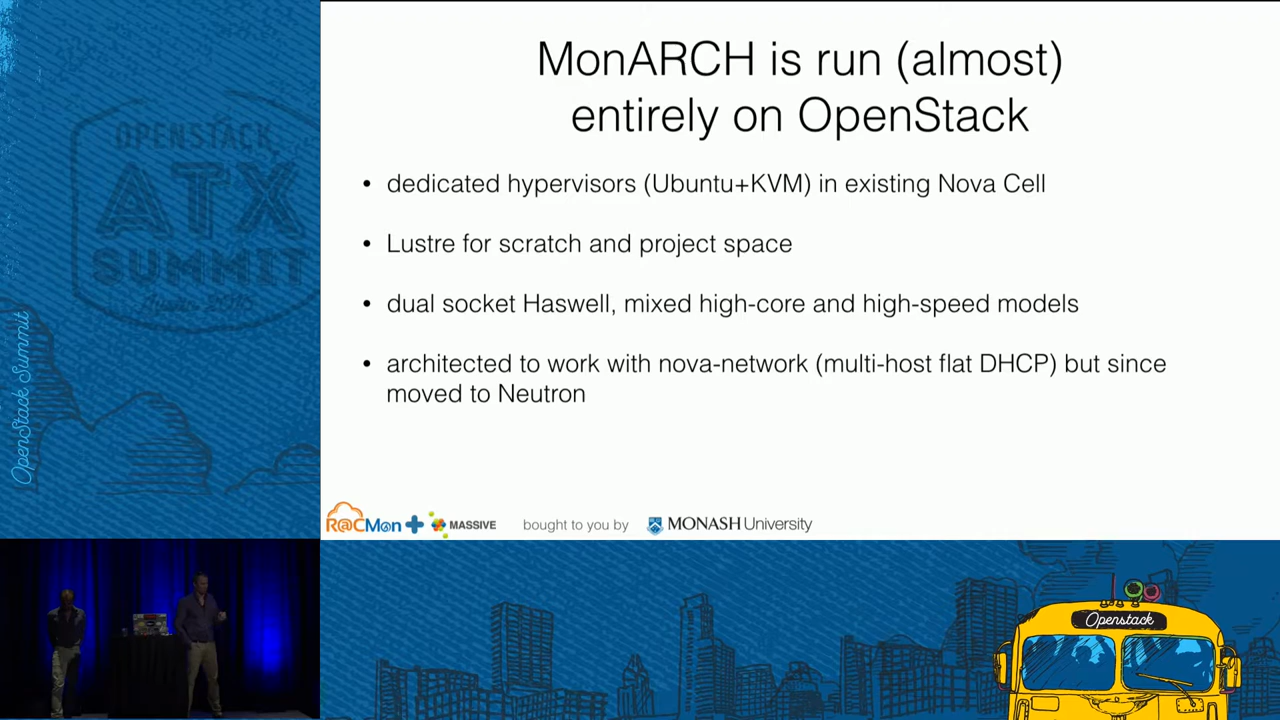 MonARCH is run (almost)
entirely on OpenStack
• dedicated hypervisors (Ubuntu+KVM) in existing Nova Cell
• Lustre for scratch and project space
• dual socket Haswell, mixed high-core and high-speed models
• architected to work with nova-network (multi-host flat DHCP) but since
moved to Neutron
R@CMon + MASSIVE bought to you by MONASH University
OPENSTACK
ATX
SUMMIT
OpenStack Summit
Openstack